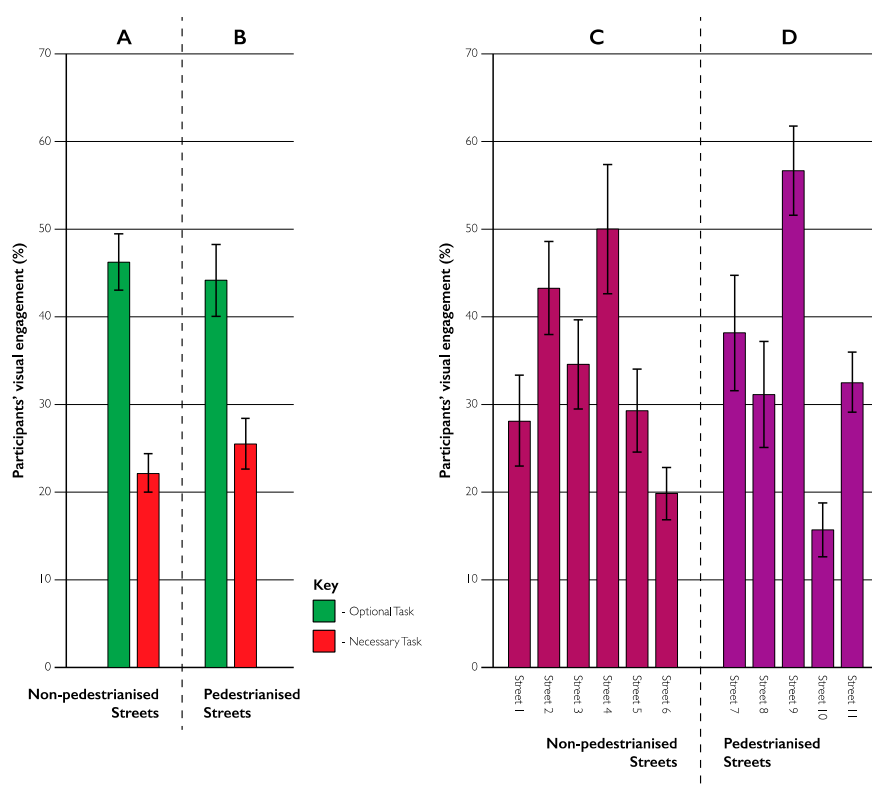 A
B
70
60
50
40
30
20
10
0
Participants' visual engagement (%)
Non-pedestrianised
Streets
Pedestrianised
Streets
Key
- Optional Task
- Necessary Task
C
D
70
60
50
40
30
20
10
0
Participants' visual engagement (%)
Street 1
Street 2
Street 3
Street 4
Street 5
Street 6
Street 7
Street 8
Street 9
Street 10
Street 11
Non-pedestrianised
Streets
Pedestrianised
Streets